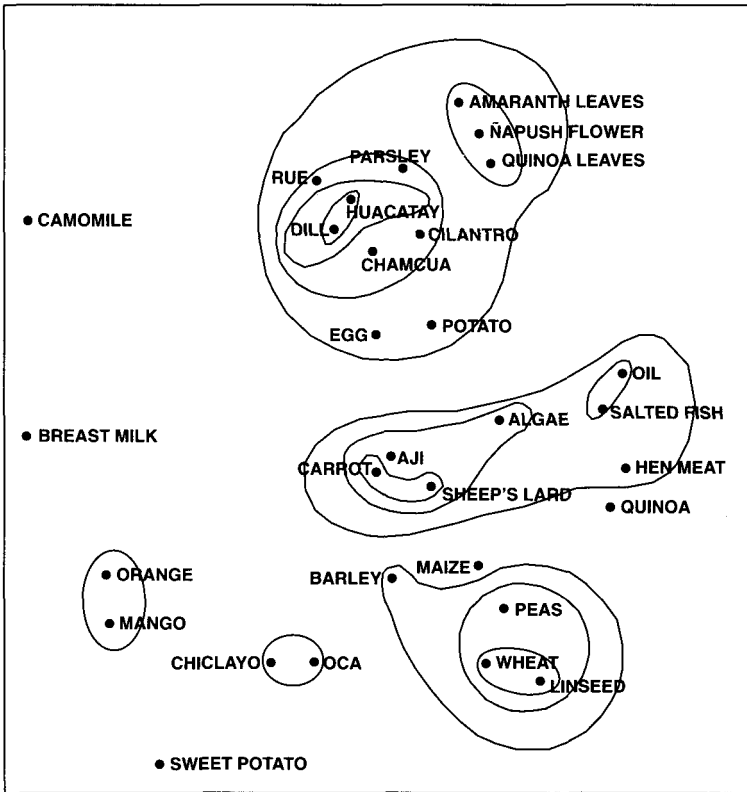 AMARANTH LEAVES
ÑAPUSH FLOWER
PARSLEY
QUINOA LEAVES
RUE
HUACATAY
CAMOMILE
DILL
CILANTRO
CHAMCUA
EGG
POTATO
OIL
SALTED FISH
ALGAE
BREAST MILK
AJI
CARROT
HEN MEAT
SHEEP'S LARD
QUINOA
MAIZE
ORANGE
BARLEY
PEAS
MANGO
CHICLAYO
OCA
WHEAT
LINSEED
SWEET POTATO